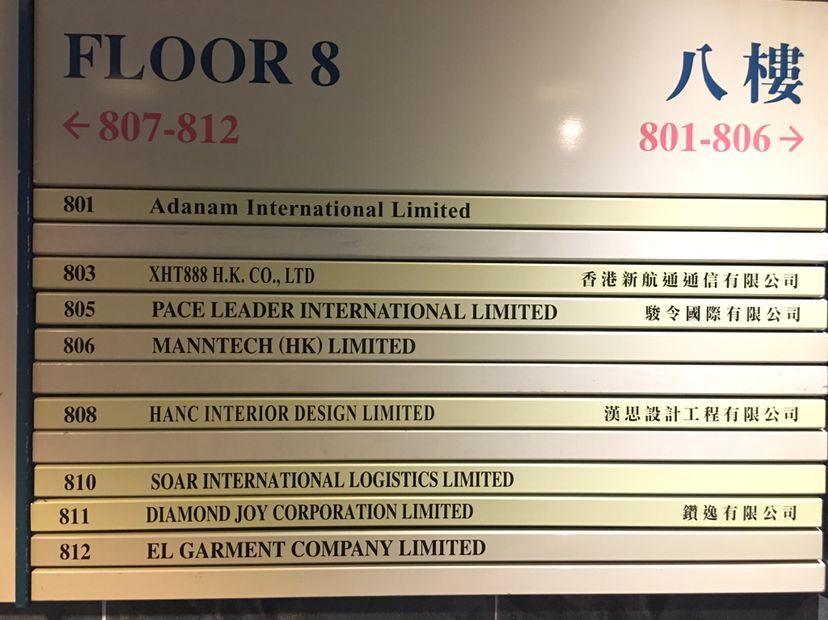 FLOOR 8 八樓
← 807-812 801-806 →
801 Adanam International Limited
803 XHT888 H.K. CO., LTD 香港新航通通信有限公司
805 PACE LEADER INTERNATIONAL LIMITED 駿令國際有限公司
806 MANNTECH (HK) LIMITED
808 HANC INTERIOR DESIGN LIMITED 漢思設計工程有限公司
810 SOAR INTERNATIONAL LOGISTICS LIMITED
811 DIAMOND JOY CORPORATION LIMITED 鑽逸有限公司
812 EL GARMENT COMPANY LIMITED